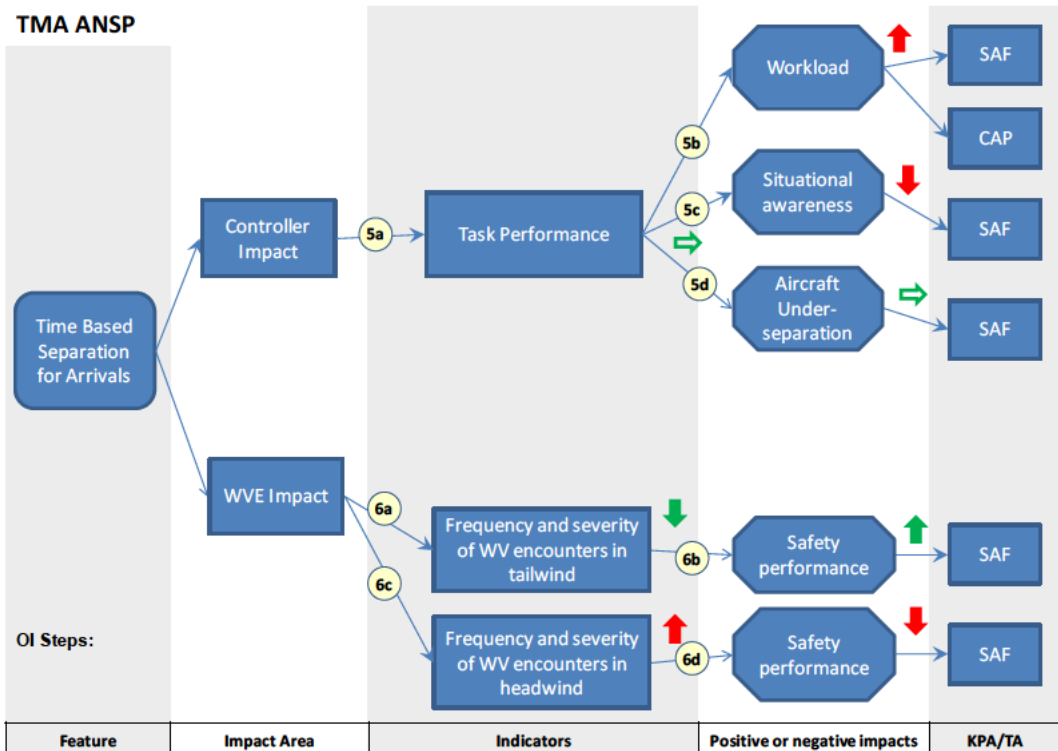 TMA ANSP
Time Based
Separation
for Arrivals
Controller
Impact
5a
Task Performance
5b
5c
5d
Workload
SAF
CAP
Situational
awareness
SAF
Aircraft
Under-
separation
SAF
WVE Impact
6a
6c
Frequency and severity
of WV encounters in
tailwind
6b
Safety
performance
SAF
Frequency and severity
of WV encounters in
headwind
6d
Safety
performance
SAF
OI Steps:
Feature
Impact Area
Indicators
Positive or negative impacts
KPA/TA